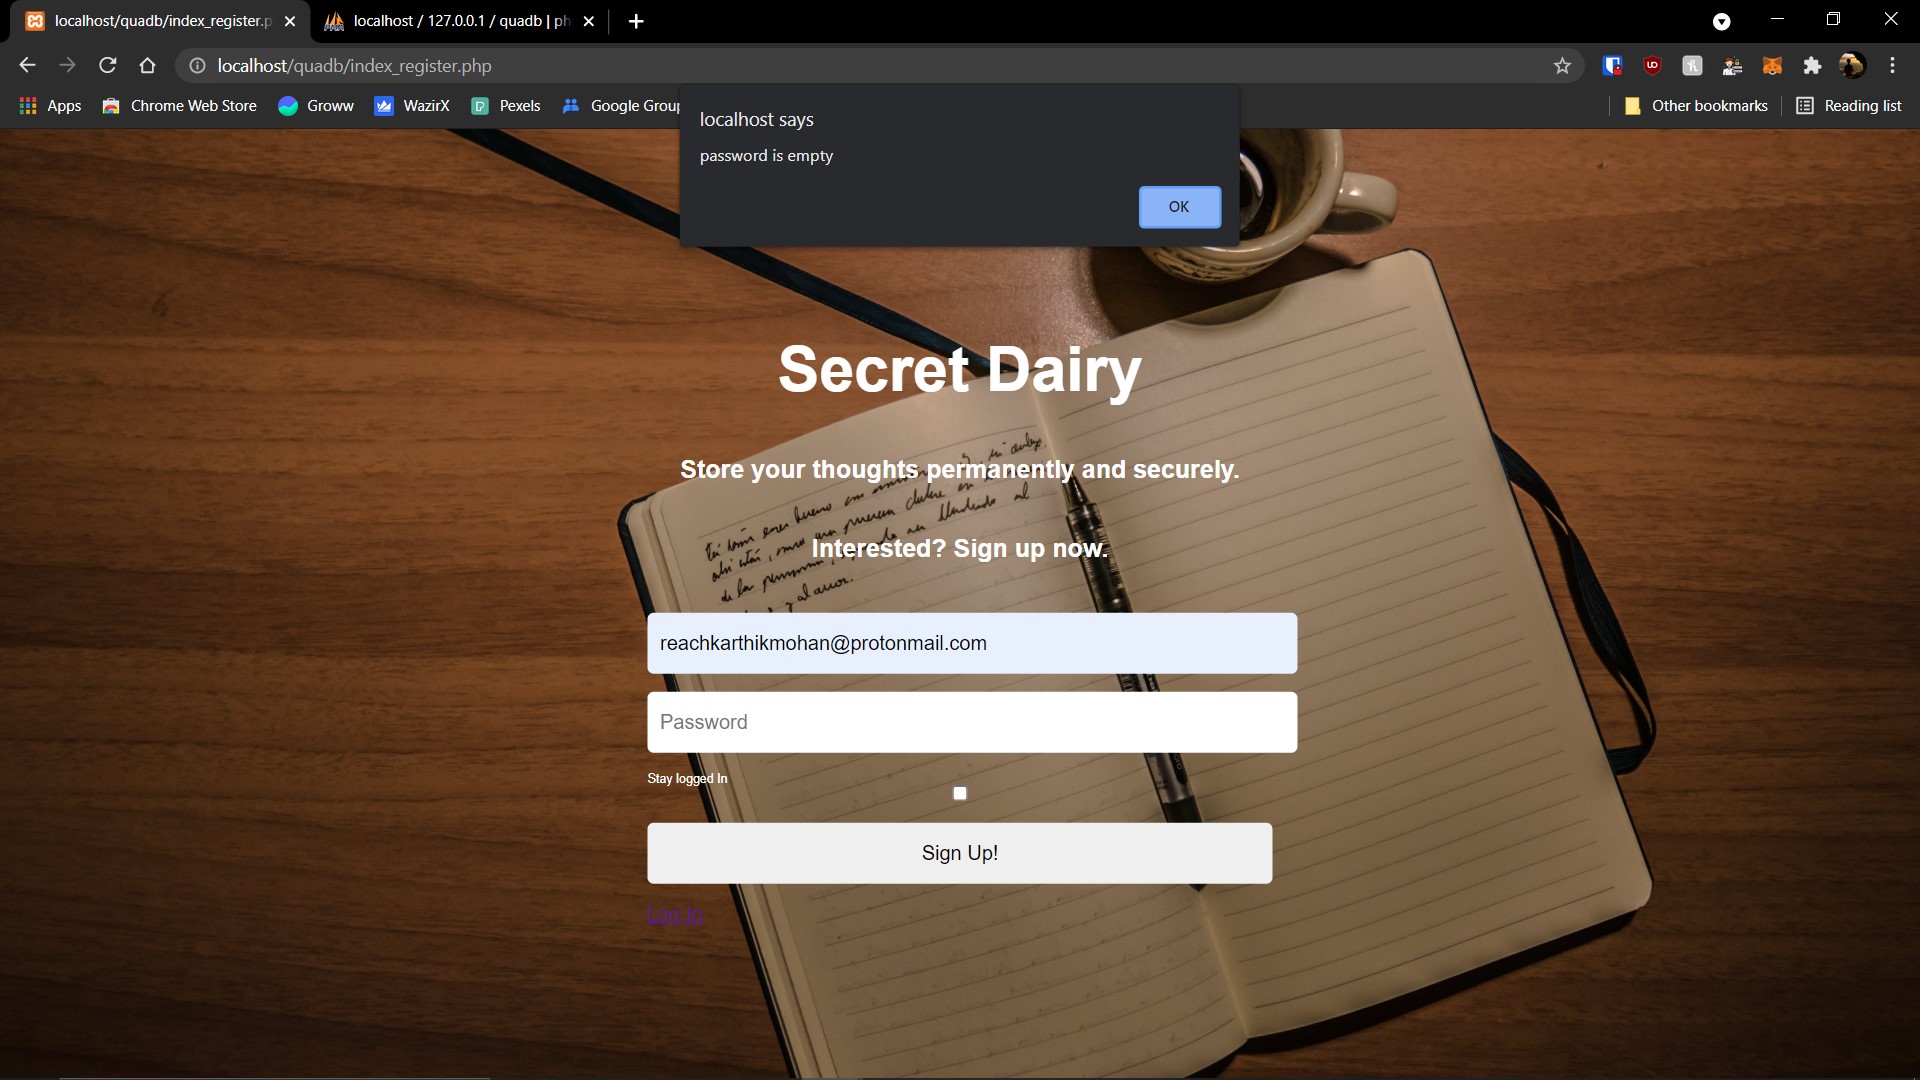 localhost/quadb/index_register.p
localhost / 127.0.0.1 / quadb | ph
localhost/quadb/index_register.php
Apps
Chrome Web Store
Groww
WazirX
Pexels
Google Group
Other bookmarks
Reading list
localhost says
password is empty
OK
Secret Dairy
Store your thoughts permanently and securely.
Interested? Sign up now.
reachkarthikmohan@protonmail.com
Password
Stay logged In
Sign Up!
Log In